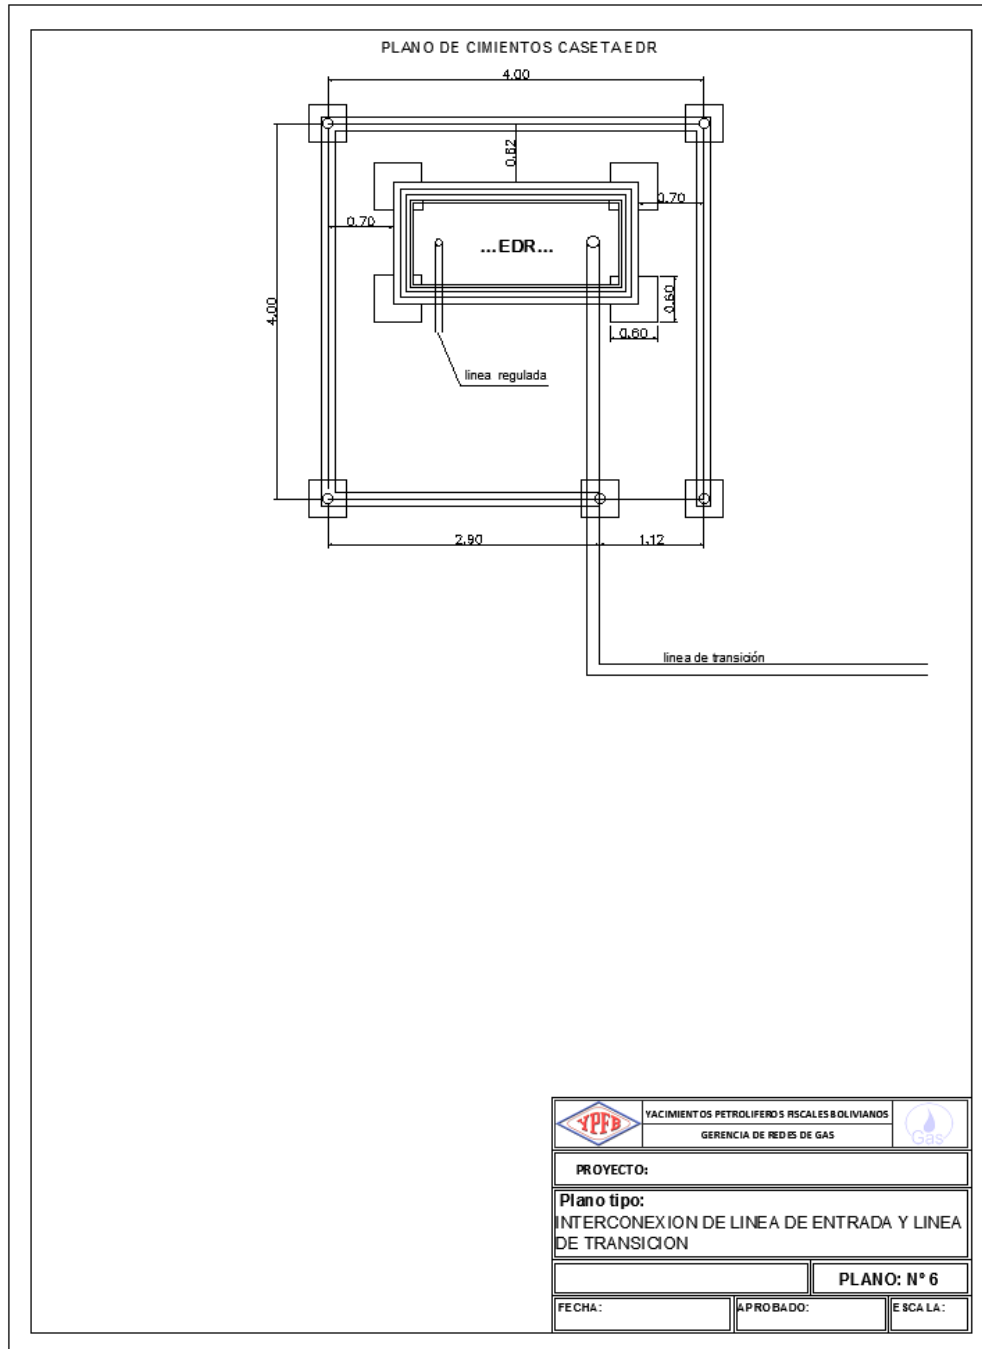 PLANO DE CIMIENTOS CASETA EDR
4.00
0.62
0.70
0.70
...EDR...
4.00
0.60
0.60
linea regulada
2.90
1.12
linea de transición
YPFB
YACIMIENTOS PETROLIFEROS FISCALES BOLIVIANOS
GERENCIA DE REDES DE GAS
Gas
PROYECTO:
Plano tipo:
INTERCONEXION DE LINEA DE ENTRADA Y LINEA
DE TRANSICION
PLANO: N° 6
FECHA:
APROBADO:
ESCALA: